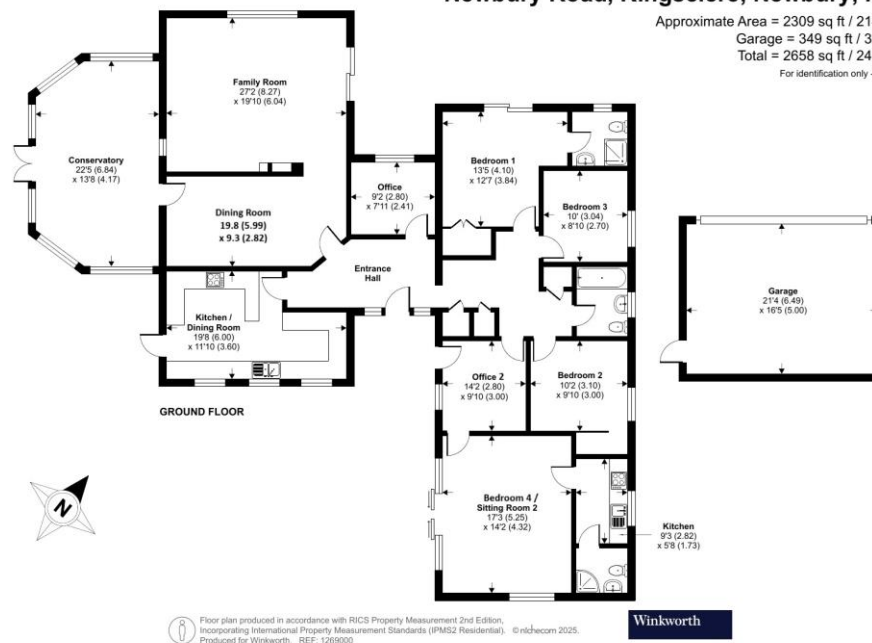 Approximate Area = 2309 sq ft / 21
Garage = 349 sq ft / 3
Total = 2658 sq ft / 24
For identification only -
Family Room
27'2 (8.27)
x 19'10 (6.04)
Conservatory
22'5 (6.84)
x 13'8 (4.17)
Office
9'2 (2.80)
x 7'11 (2.41)
Bedroom 1
13'5 (4.10)
x 12'7 (3.84)
Bedroom 3
10' (3.04)
x 8'10 (2.70)
Dining Room
19.8 (5.99)
x 9.3 (2.82)
Entrance
Hall
Garage
21'4 (6.49)
x 16'5 (5.00)
Kitchen /
Dining Room
19'8 (6.00)
x 11'10 (3.60)
Office 2
14'2 (2.80)
x 9'10 (3.00)
Bedroom 2
10'2 (3.10)
x 9'10 (3.00)
GROUND FLOOR
Bedroom 4 /
Sitting Room 2
17'3 (5.25)
x 14'2 (4.32)
Kitchen
9'3 (2.82)
x 5'8 (1.73)
N
Floor plan produced in accordance with RICS Property Measurement 2nd Edition,
Incorporating International Property Measurement Standards (IPMS2 Residential). © nichecom 2025.
Produced for Winkworth. REF: 1269000
Winkworth